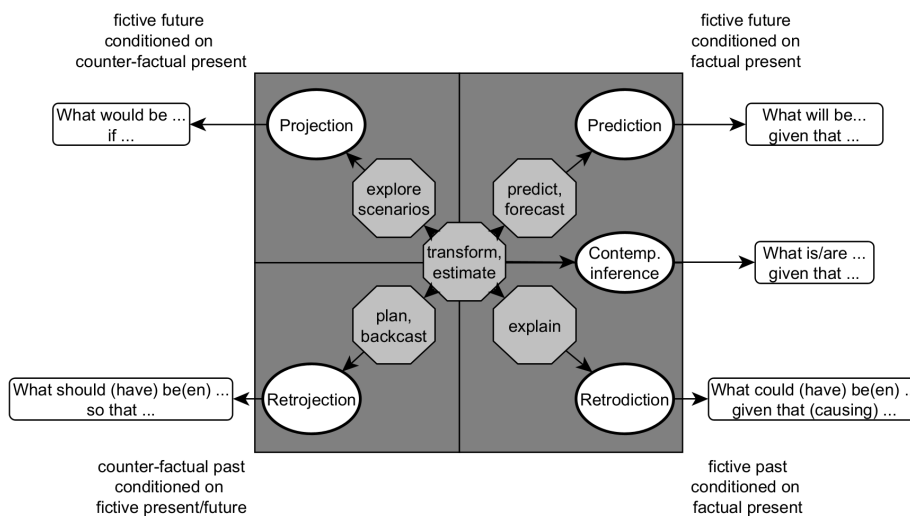 fictive future
conditioned on
counter-factual present
fictive future
conditioned on
factual present
What would be ...
if ...
Projection
Prediction
What will be...
given that ...
explore
scenarios
predict,
forecast
transform,
estimate
Contemp.
inference
What is/are ...
given that ...
plan,
backcast
explain
What should (have) be(en) ...
so that ...
Retrojection
Retrodiction
What could (have) be(en) .
given that (causing) ...
counter-factual past
conditioned on
fictive present/future
fictive past
conditioned on
factual present